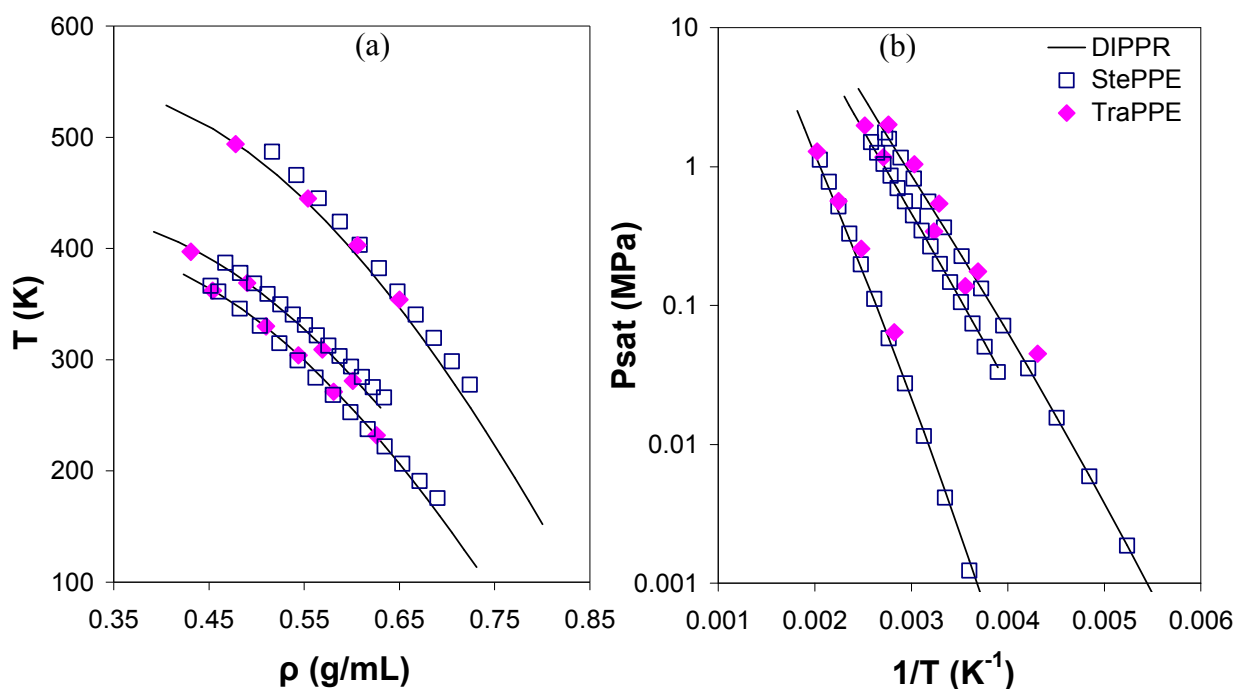 (a)
600
500
400
300
200
100
T (K)
0.35 0.45 0.55 0.65 0.75 0.85
ρ (g/mL)
(b)
DIPPR
StePPE
TraPPE
10
1
0.1
0.01
0.001
Psat (MPa)
0.001 0.002 0.003 0.004 0.005 0.006
1/T (K⁻¹)